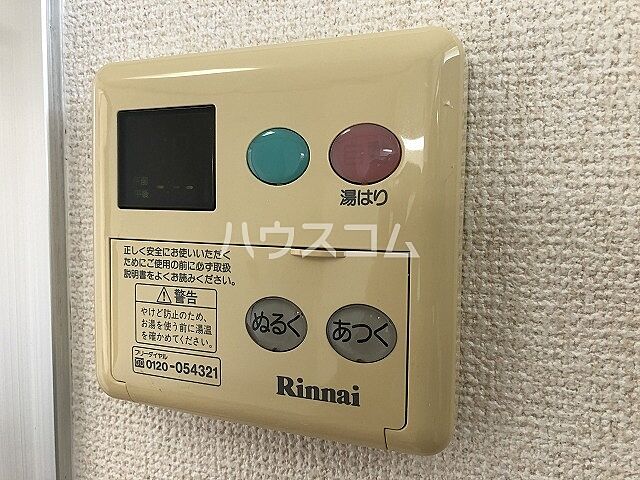 午前
午後
湯はり
ハウスコム
正しく安全にお使いいただく
ためにご使用の前に必ず取扱
説明書をよくお読みください。
警告
やけど防止のため、
お湯を使う前に湯温
を確かめてください。
フリーダイヤル
0120-054321
ぬるく
あつく
Rinnai